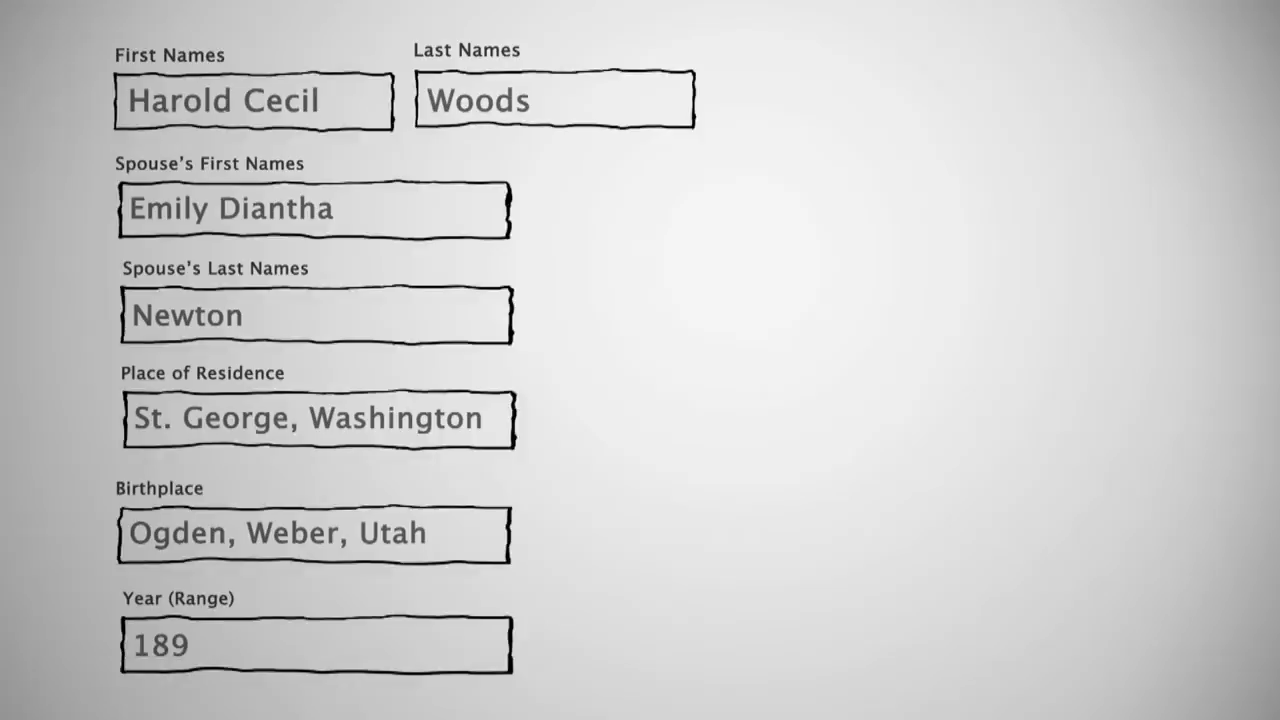 First Names
Last Names
Harold Cecil
Woods
Spouse's First Names
Emily Diantha
Spouse's Last Names
Newton
Place of Residence
St. George, Washington
Birthplace
Ogden, Weber, Utah
Year (Range)
189